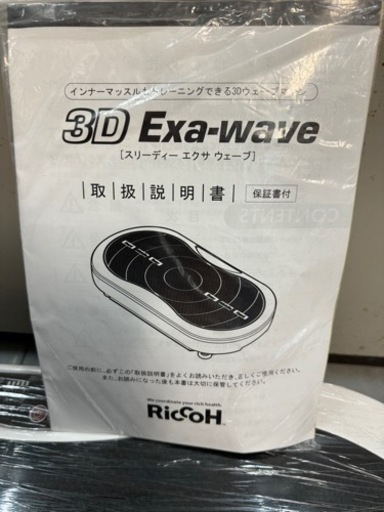 インナーマッスルもトレーニングできる3Dウェーブマシン
3D Exa-wave
[スリーディー エクサ ウェーブ]
取扱説明書 保証書付
CONTENTS
ご使用の前に、必ずこの「取扱説明書」をよくお読みいただき、正しくご使用ください。
また、お読みになった後も本書は大切に保管してください。
We coordinate your rich health.
RiCCOH